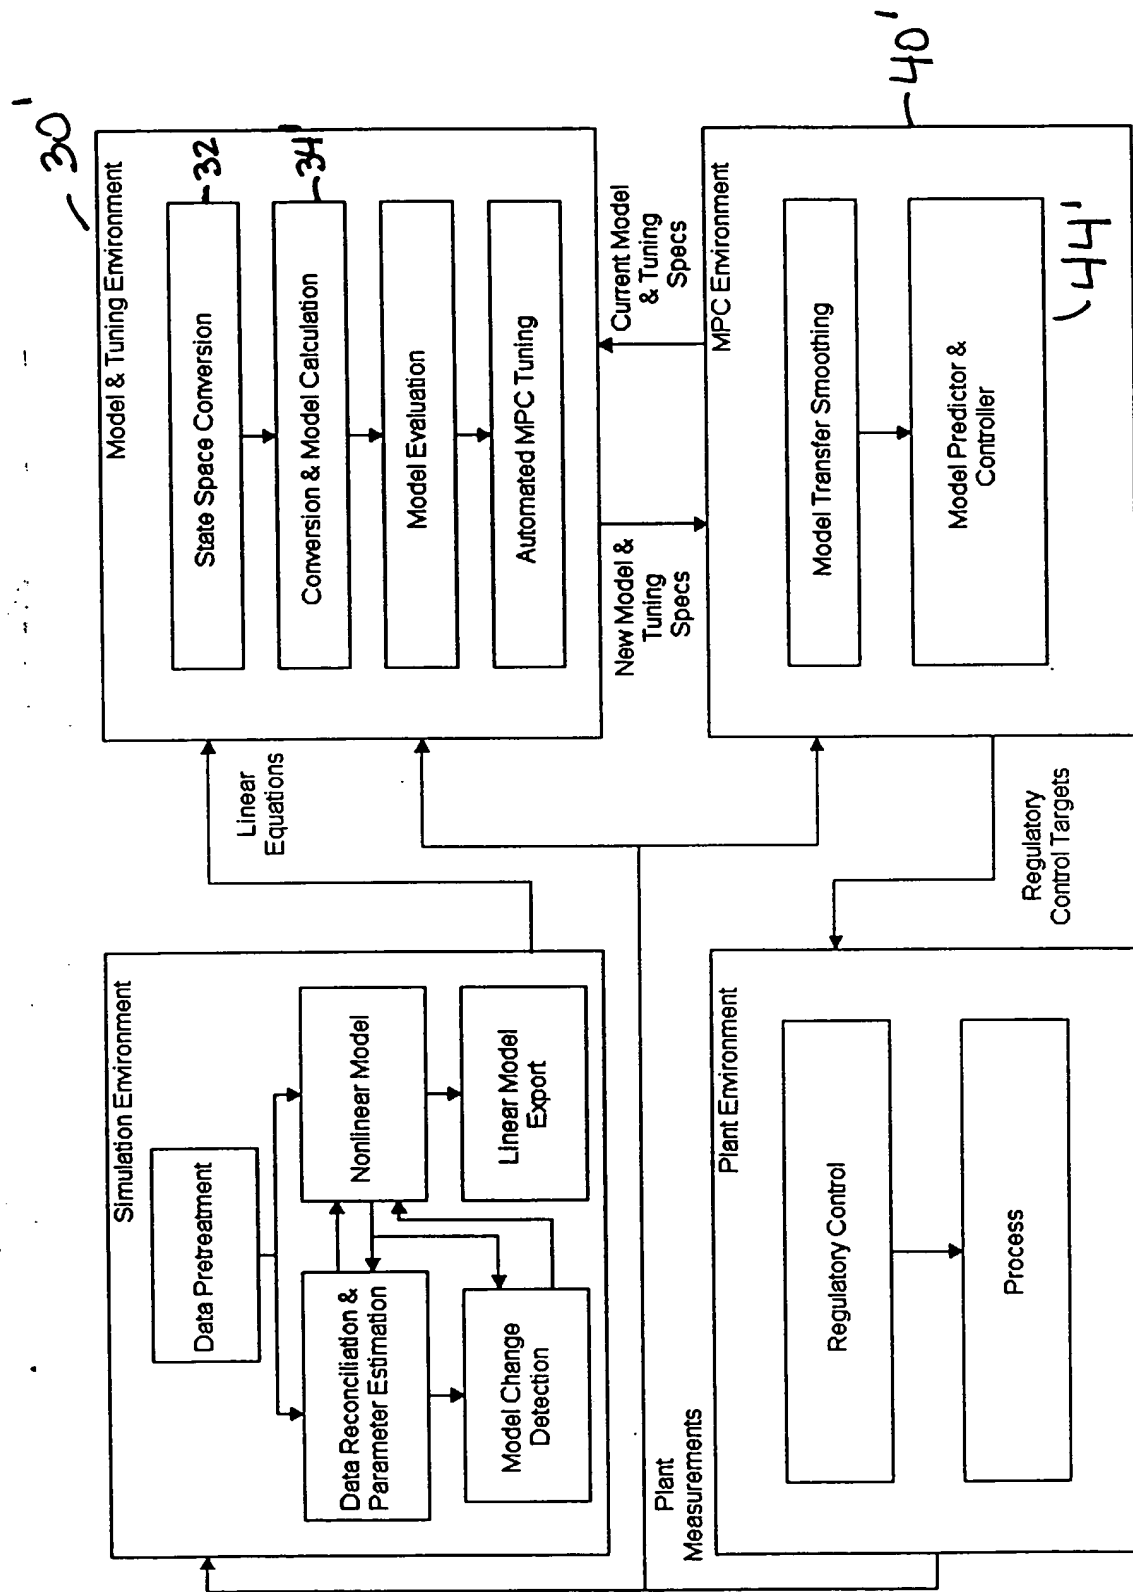 30'
Simulation Environment
Data Pretreatment
Data Reconciliation &
Parameter Estimation
Nonlinear Model
Model Change
Detection
Linear Model
Export
Linear
Equations
Model & Tuning Environment
State Space Conversion
32
Conversion & Model Calculation
34'
Model Evaluation
Automated MPC Tuning
New Model &
Tuning
Specs
Current Model
& Tuning
Specs
Plant
Measurements
Plant Environment
Regulatory Control
Process
Regulatory
Control Targets
MPC Environment
40'
Model Transfer Smoothing
Model Predictor &
Controller
44'